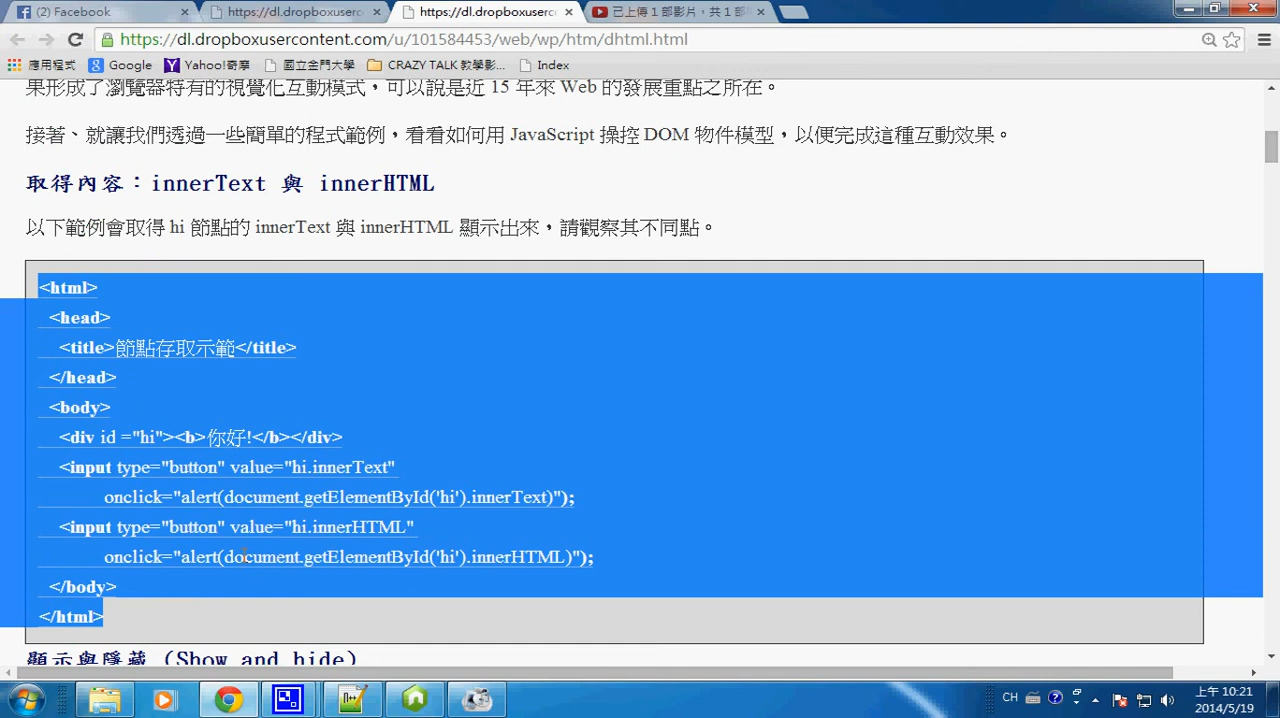 (2) Facebook
https://dl.dropboxuserc
https://dl.dropboxuserc
已上傳 1 部影片，共 1 部
https://dl.dropboxusercontent.com/u/101584453/web/wp/htm/dhtml.html
應用程式
Google
Yahoo!奇摩
國立金門大學
CRAZY TALK 教學影...
Index
果形成了瀏覽器特有的視覺化互動模式，可以說是近 15 年來 Web 的發展重點之所在。
接著、就讓我們透過一些簡單的程式範例，看看如何用 JavaScript 操控 DOM 物件模型，以便完成這種互動效果。
取得內容：innerText 與 innerHTML
以下範例會取得 hi 節點的 innerText 與 innerHTML 顯示出來，請觀察其不同點。
<html>
<head>
<title>節點存取示範</title>
</head>
<body>
<div id ="hi"><b>你好!</b></div>
<input type="button" value="hi.innerText"
onclick="alert(document.getElementById('hi').innerText)");
<input type="button" value="hi.innerHTML"
onclick="alert(document.getElementById('hi').innerHTML)");
</body>
</html>
顯示與隱藏 (Show and hide)
CH
上午 10:21
2014/5/19